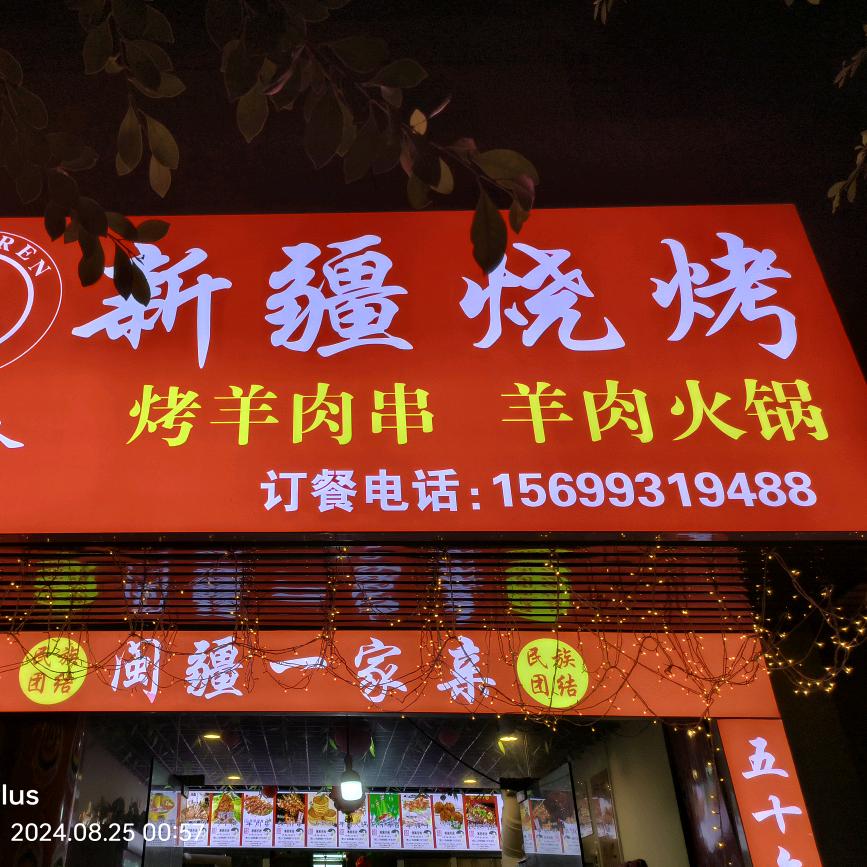 REN
新疆烧烤
烤羊肉串 羊肉火锅
订餐电话:15699319488
民族
团结
闽疆一家亲
民族
团结
五十
lus
2024.08.25 00:57